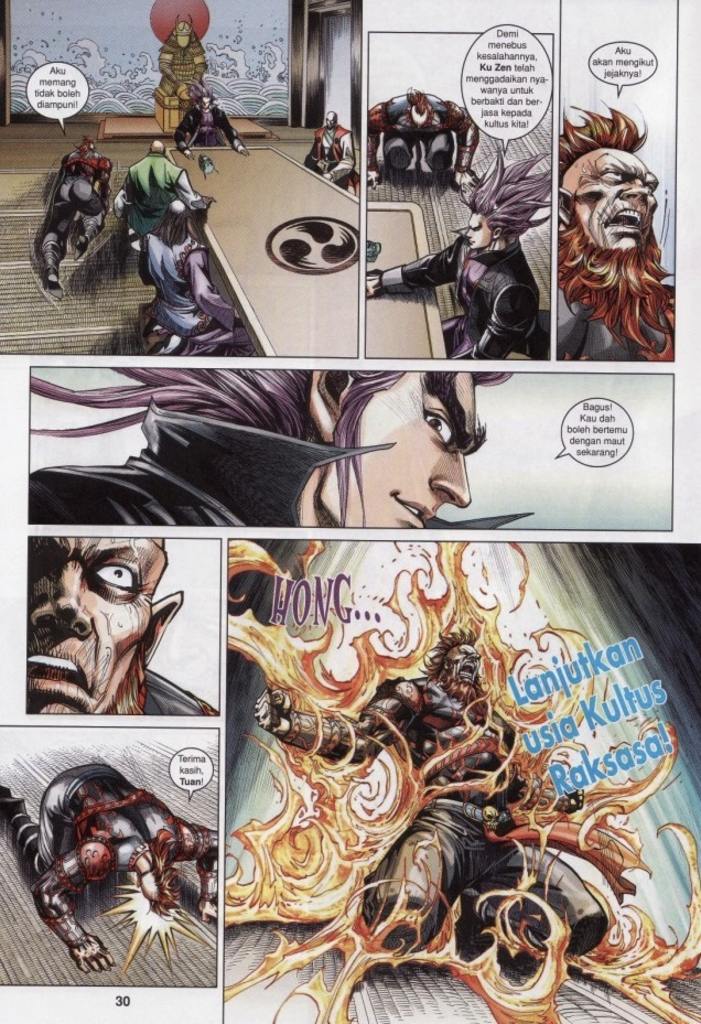 Aku
memang
tidak boleh
diampuni!
Demi
menebus
kesalahannya,
Ku Zen telah
menggadaikan nya-
wanya untuk
berbakti dan ber-
jasa kepada
kultus kita!
Aku
akan mengikut
jejaknya!
Bagus!
Kau dah
boleh bertemu
dengan maut
sekarang!
HONG...
Lanjutkan
usia Kultus
Raksasa!
Terima
kasih,
Tuan!
30